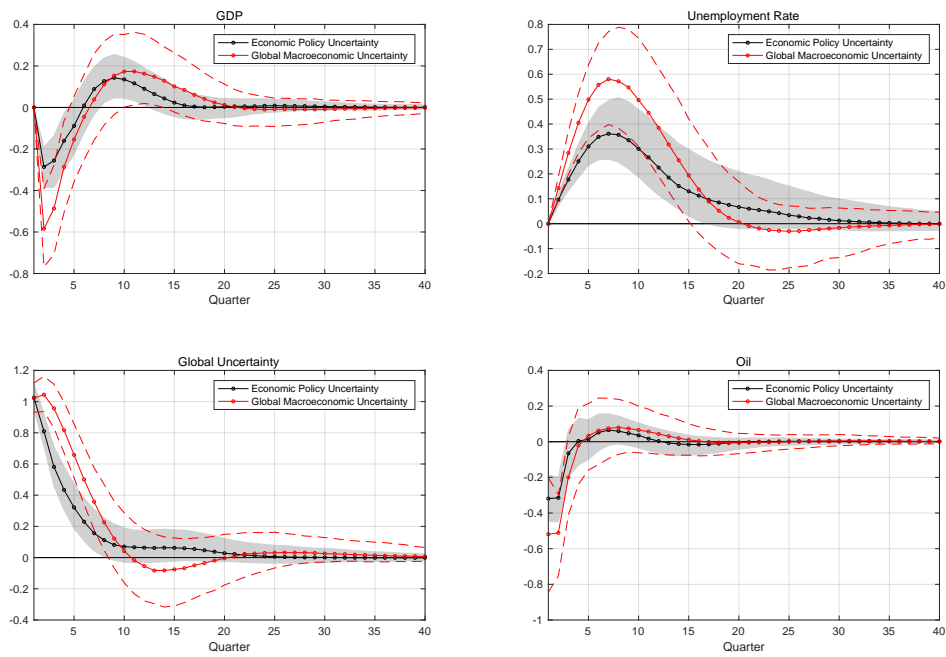 GDP
0.4
0.2
0
-0.2
-0.4
-0.6
-0.8
5 10 15 20 25 30 35 40
Quarter
Economic Policy Uncertainty
Global Macroeconomic Uncertainty
Unemployment Rate
0.8
0.7
0.6
0.5
0.4
0.3
0.2
0.1
0
-0.1
-0.2
5 10 15 20 25 30 35 40
Quarter
Economic Policy Uncertainty
Global Macroeconomic Uncertainty
Global Uncertainty
1.2
1
0.8
0.6
0.4
0.2
0
-0.2
-0.4
5 10 15 20 25 30 35 40
Quarter
Economic Policy Uncertainty
Global Macroeconomic Uncertainty
Oil
0.4
0.2
0
-0.2
-0.4
-0.6
-0.8
-1
5 10 15 20 25 30 35 40
Quarter
Economic Policy Uncertainty
Global Macroeconomic Uncertainty